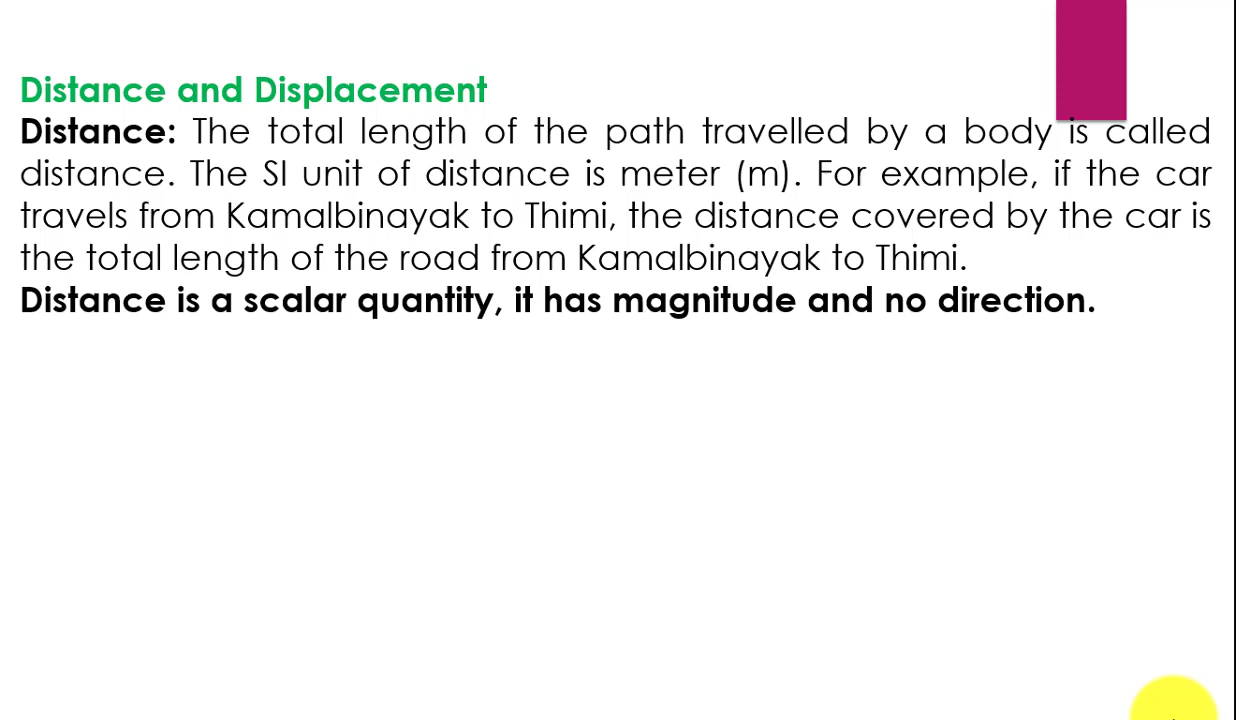 Distance and Displacement
Distance: The total length of the path travelled by a body is called
distance. The SI unit of distance is meter (m). For example, if the car
travels from Kamalbinayak to Thimi, the distance covered by the car is
the total length of the road from Kamalbinayak to Thimi.
Distance is a scalar quantity, it has magnitude and no direction.